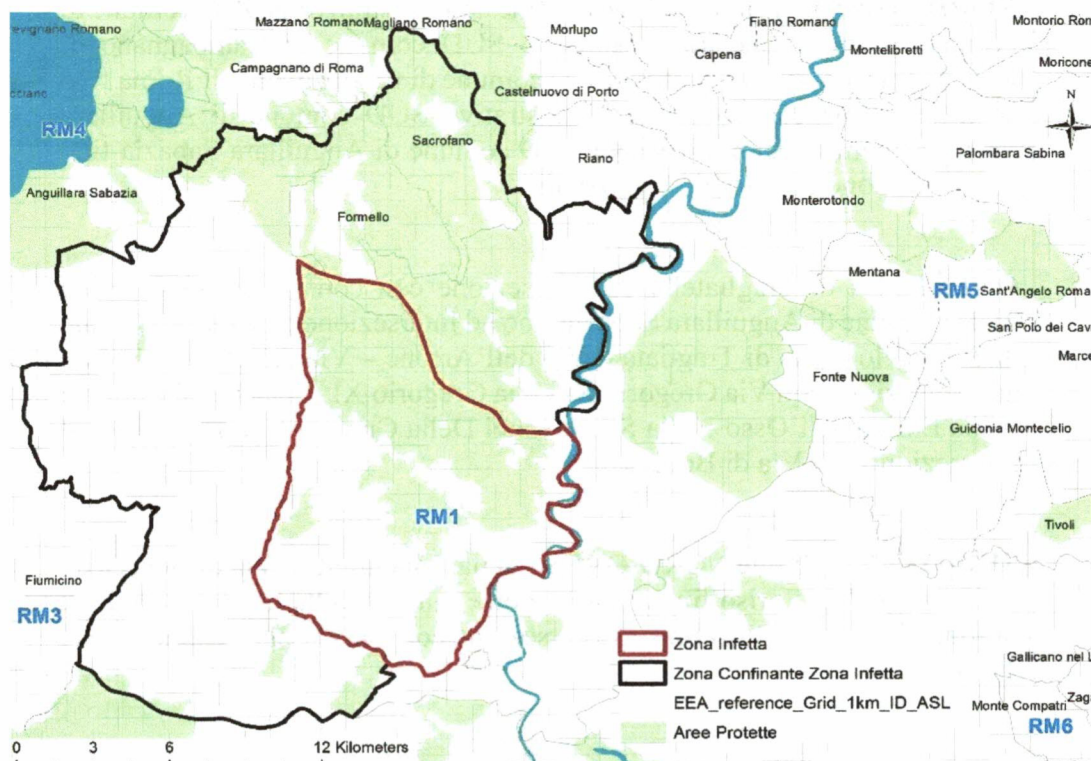 evignano Romano
Mazzano Romano
Magliano Romano
Morlupo
Fiano Romano
Montorio Rom
Capena
Montelibretti
Moricone
Campagnano di Roma
Castelnuovo di Porto
N
cciano
RM4
Sacrofano
Riano
Palombara Sabina
Anguillara Sabazia
Formello
Monterotondo
Mentana
RM5
Sant'Angelo Roma
San Polo dei Cav
Marce
Fonte Nuova
Guidonia Montecelio
RM1
Tivoli
Fiumicino
RM3
Zona Infetta
Zona Confinante Zona Infetta
EEA_reference_Grid_1km_ID_ASL
Aree Protette
Gallicano nel L
Monte Compatri
Zaga
RM6
0 3 6 12 Kilometers